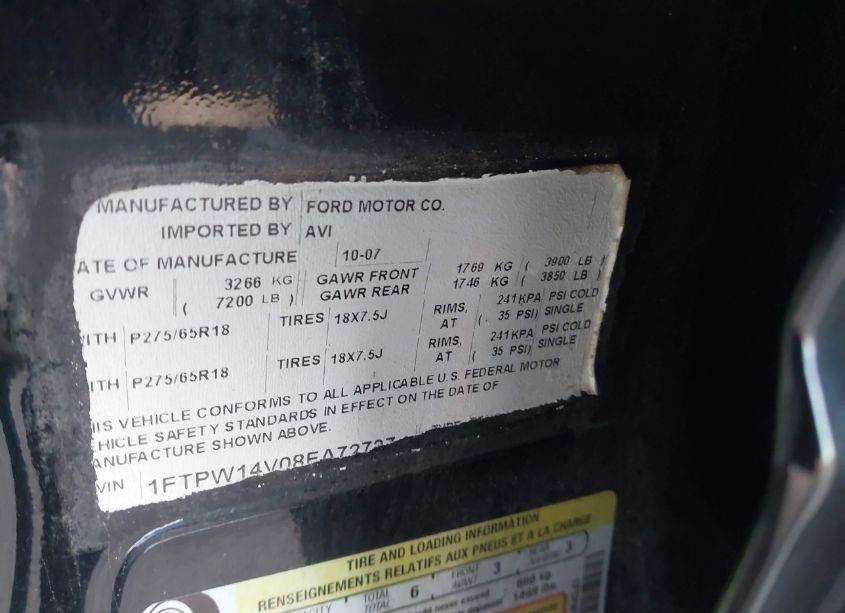 MANUFACTURED BY FORD MOTOR CO.
IMPORTED BY AVI
ATE OF MANUFACTURE 10-07
GVWR 3266 KG ( 7200 LB ) GAWR FRONT 1769 KG ( 3900 LB )
GAWR REAR 1746 KG ( 3850 LB )
ITH P275/65R18 TIRES 18X7.5J RIMS, AT 241KPA ( 35 PSI) PSI COLD SINGLE
ITH P275/65R18 TIRES 18X7.5J RIMS, AT 241KPA ( 35 PSI) PSI COLD SINGLE
HIS VEHICLE CONFORMS TO ALL APPLICABLE U.S. FEDERAL MOTOR
EHICLE SAFETY STANDARDS IN EFFECT ON THE DATE OF
ANUFACTURE SHOWN ABOVE.
VIN
TIRE AND LOADING INFORMATION
RENSEIGNEMENTS RELATIFS AUX PNEUS ET A LA CHARGE
TOTAL 6 FRONT 3 3
never exceed